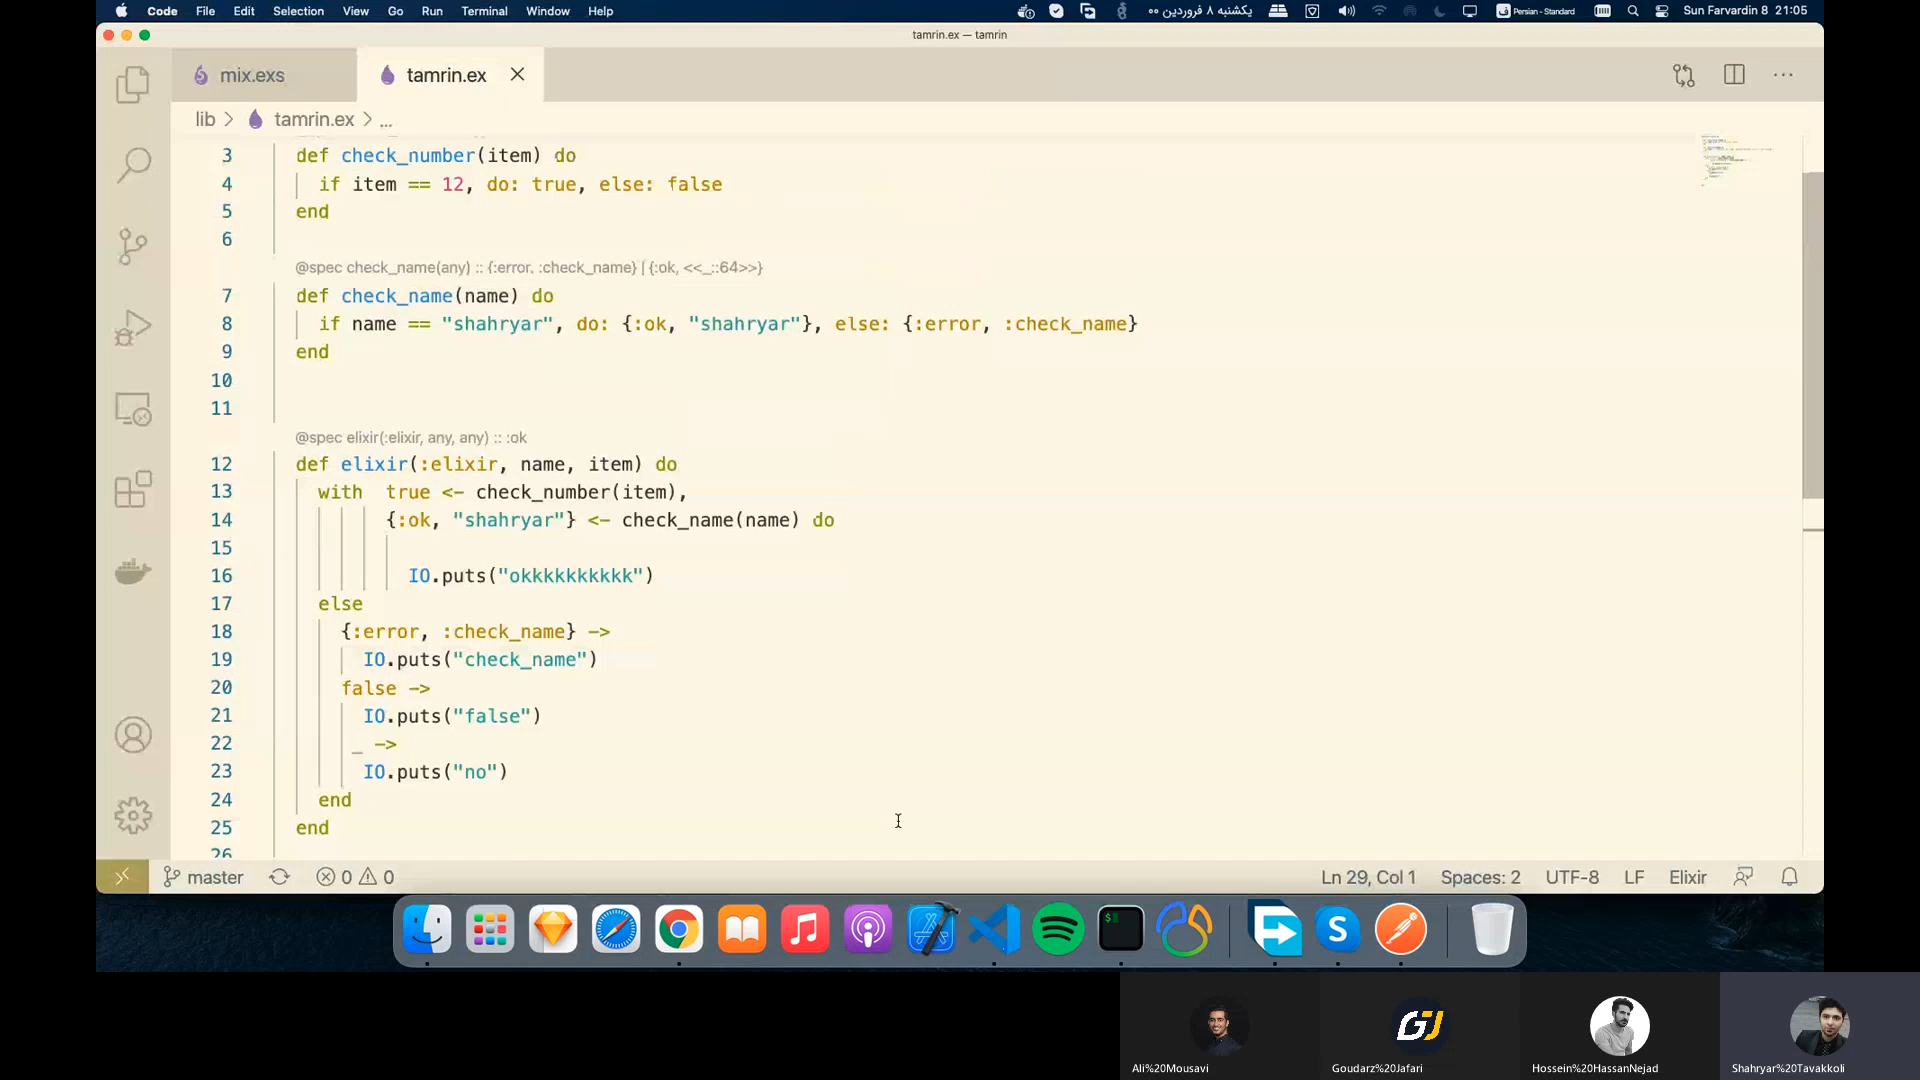 Code File Edit Selection View Go Run Terminal Window Help
یکشنبه ۸ فروردین ۰۰
ف Persian - Standard
Sun Farvardin 8 21:05
tamrin.ex — tamrin
mix.exs
tamrin.ex
lib > tamrin.ex > ...
3 def check_number(item) do
4 if item == 12, do: true, else: false
5 end
6
@spec check_name(any) :: {:error, :check_name} | {:ok, <<_::64>>}
7 def check_name(name) do
8 if name == "shahryar", do: {:ok, "shahryar"}, else: {:error, :check_name}
9 end
10
11
@spec elixir(:elixir, any, any) :: :ok
12 def elixir(:elixir, name, item) do
13 with true <- check_number(item),
14 {:ok, "shahryar"} <- check_name(name) do
15
16 IO.puts("okkkkkkkkkk")
17 else
18 {:error, :check_name} ->
19 IO.puts("check_name")
20 false ->
21 IO.puts("false")
22 _ ->
23 IO.puts("no")
24 end
25 end
26
master 0 0 Ln 29, Col 1 Spaces: 2 UTF-8 LF Elixir
Ali%20Mousavi
Goudarz%20Jafari
Hossein%20HassanNejad
Shahryar%20Tavakkoli